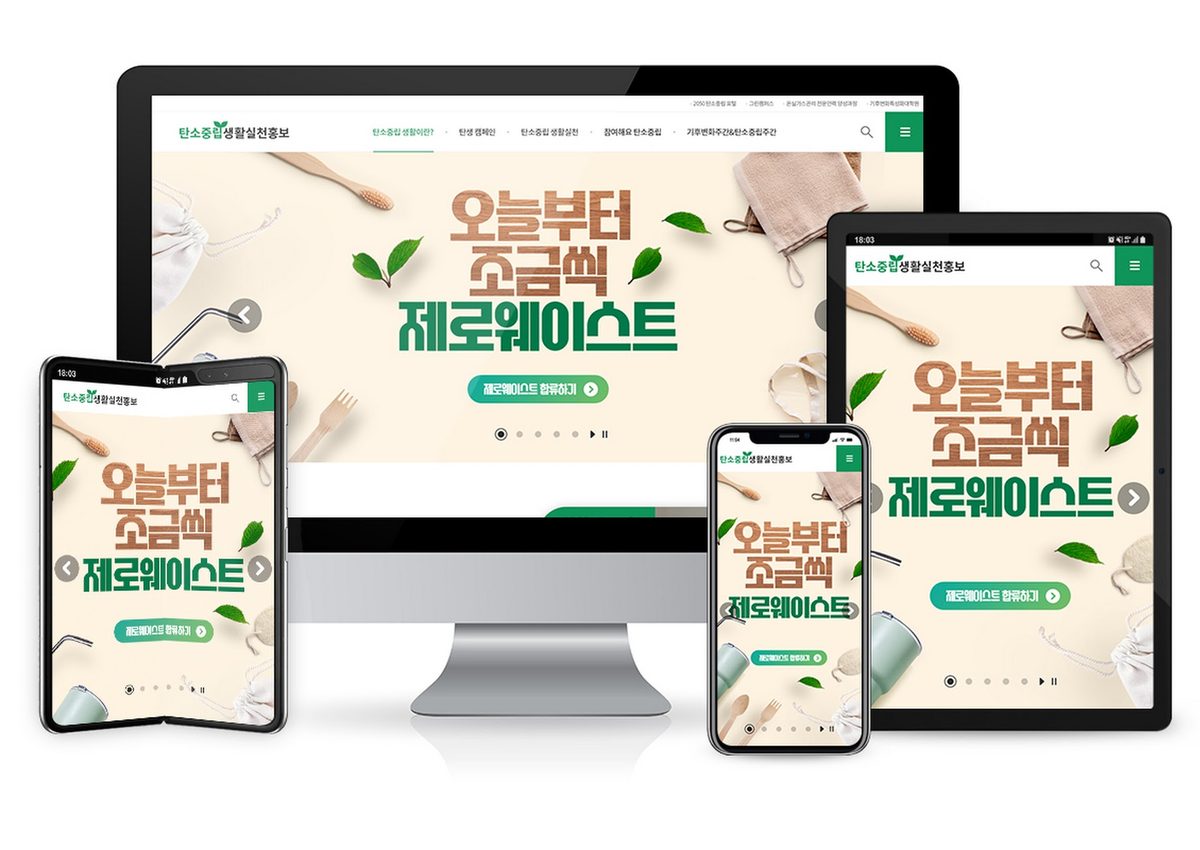 · 2050 탄소중립 포털 · 그린캠퍼스 · 온실가스관리 전문인력 양성과정 · 기후변화특성화대학원
탄소중립생활실천홍보
탄소중립 생활이란? · 탄생 캠페인 · 탄소중립 생활실천 · 참여해요 탄소중립 · 기후변화주간&탄소중립주간
오늘부터
조금씩
제로웨이스트
제로웨이스트 합류하기
18:03
탄소중립생활실천홍보
오늘부터
조금씩
제로웨이스트
제로웨이스트 합류하기
18:03
탄소중립생활실천홍보
오늘부터
조금씩
제로웨이스트
제로웨이스트 합류하기
11:04
탄소중립생활실천홍보
오늘부터
조금씩
제로웨이스트
제로웨이스트 합류하기